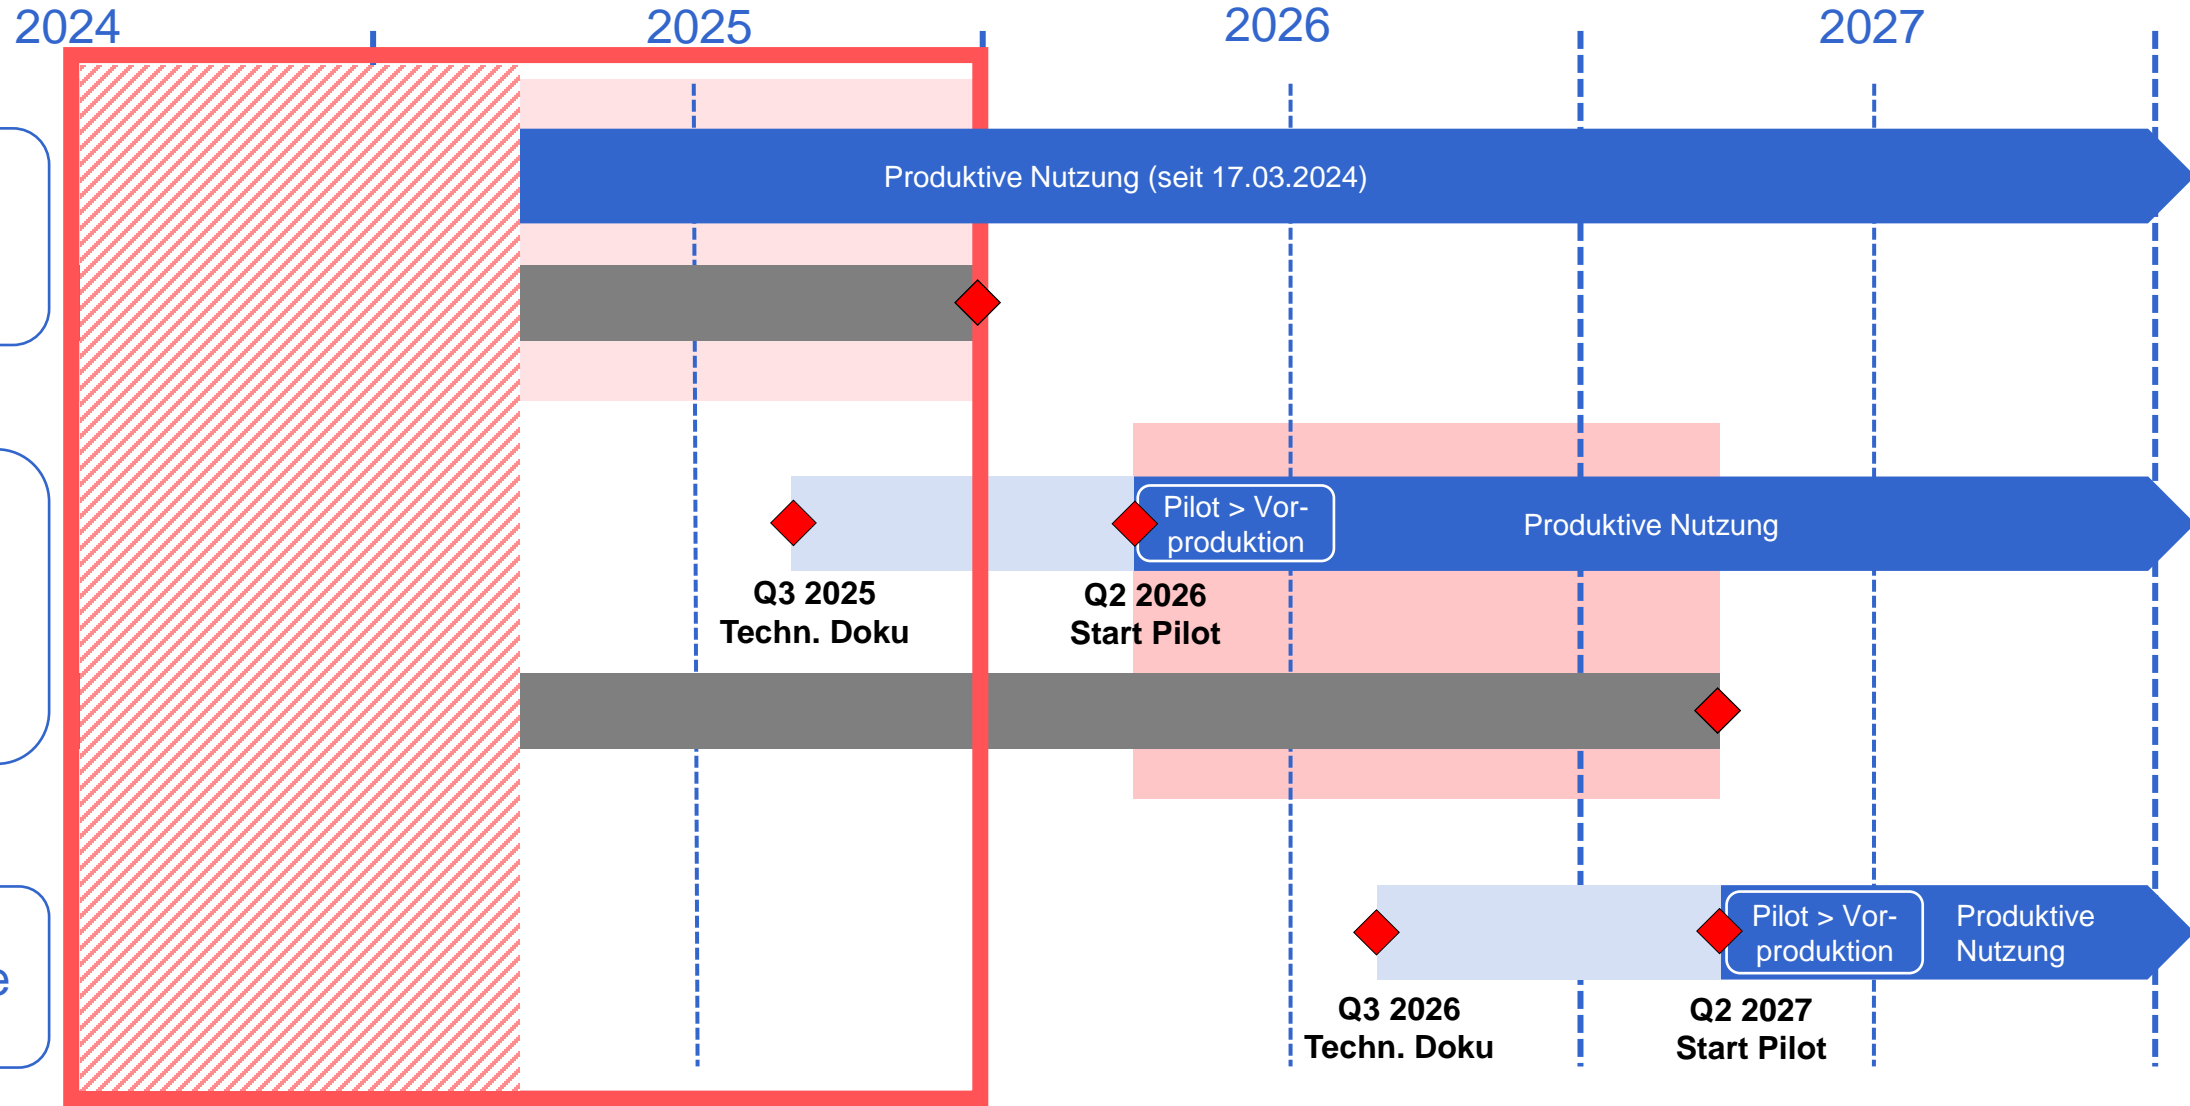 2024
2025
2026
2027
Produktive Nutzung (seit 17.03.2024)
Pilot > Vor-
produktion
Produktive Nutzung
Q3 2025
Techn. Doku
Q2 2026
Start Pilot
Pilot > Vor-
produktion
Produktive
Nutzung
e
Q3 2026
Techn. Doku
Q2 2027
Start Pilot